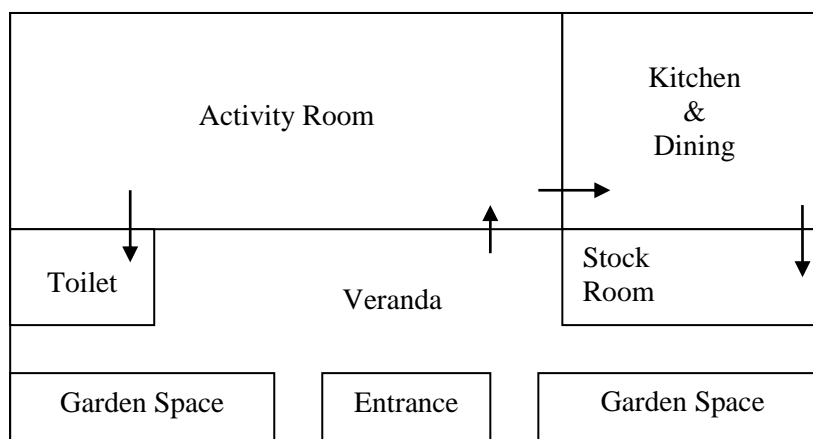 Activity Room
Kitchen
&
Dining
Toilet
Veranda
Stock
Room
Garden Space
Entrance
Garden Space